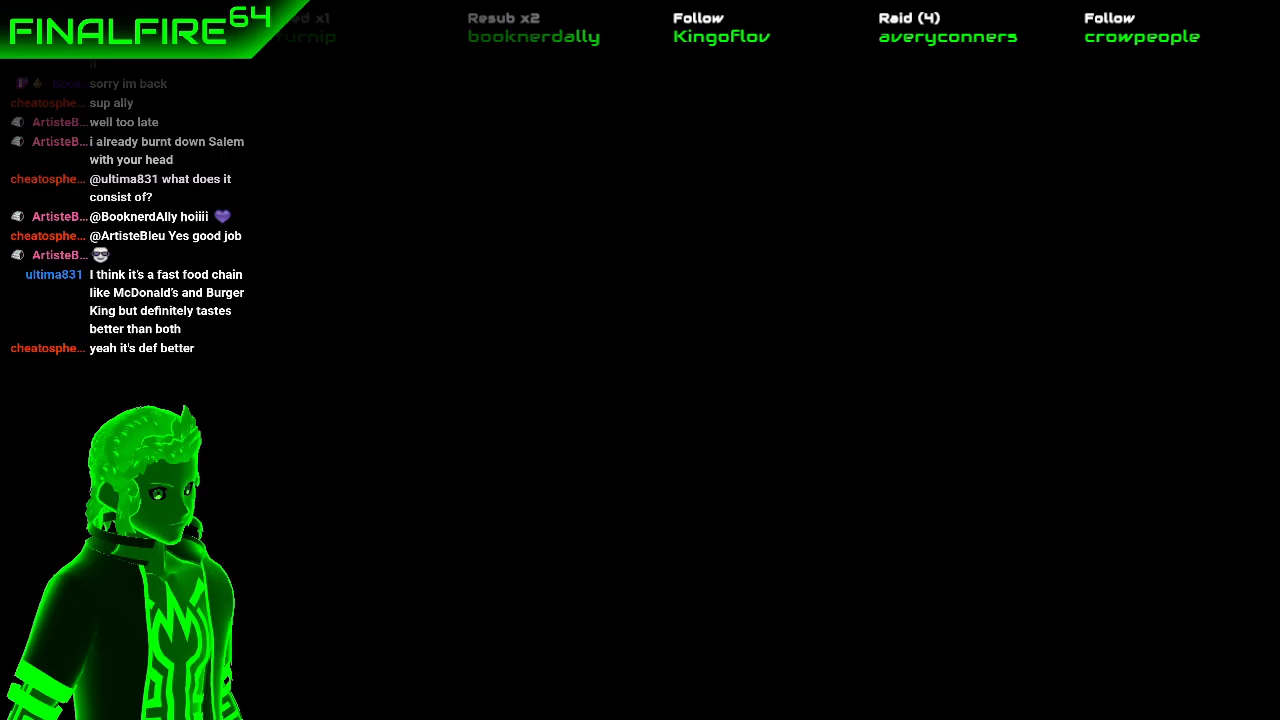 FINALFIRE64
Resub x2
booknerdally
Follow
KingofLov
Raid (4)
averyconners
Follow
crowpeople
sorry im back
cheatosphe... sup ally
ArtisteB... well too late
ArtisteB... i already burnt down Salem
with your head
cheatosphe... @ultima831 what does it
consist of?
ArtisteB... @BooknerdAlly hoiiii
cheatosphe... @ArtisteBleu Yes good job
ArtisteB...
ultima831 I think it's a fast food chain
like McDonald's and Burger
King but definitely tastes
better than both
cheatosphe... yeah it's def better